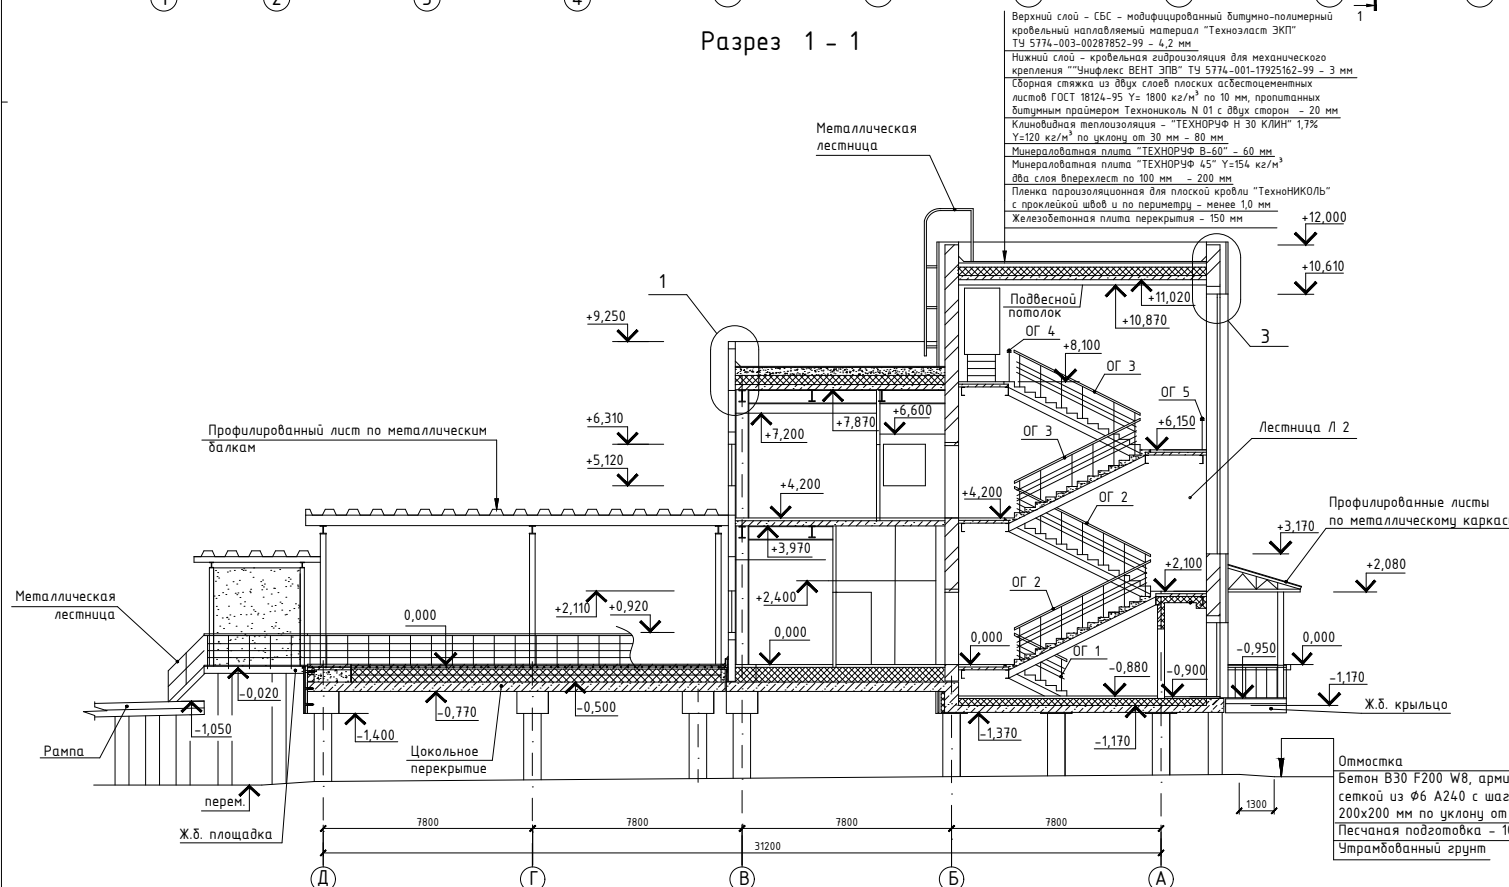 1
2
3
4
1
Разрез 1 - 1
Верхний слой - СБС - модифицированный битумно-полимерный
кровельный наплавляемый материал "Техноэласт ЭКП"
ТУ 5774-003-00287852-99 - 4,2 мм
Нижний слой - кровельная гидроизоляция для механического
крепления ""Унифлекс ВЕНТ ЭПВ" ТУ 5774-001-17925162-99 - 3 мм
Сборная стяжка из двух слоев плоских асбестоцементных
листов ГОСТ 18124-95 Y= 1800 кг/м³ по 10 мм, пропитанных
битумным праймером Технониколь N 01 с двух сторон - 20 мм
Клиновидная теплоизоляция - "ТЕХНОРУФ Н 30 КЛИН" 1,7%
Y=120 кг/м³ по уклону от 30 мм - 80 мм
Минераловатная плита "ТЕХНОРУФ В-60" - 60 мм
Минераловатная плита "ТЕХНОРУФ 45" Y=154 кг/м³
два слоя вперехлест по 100 мм - 200 мм
Пленка пароизоляционная для плоской кровли "ТехноНИКОЛЬ"
с проклейкой швов и по периметру - менее 1,0 мм
Железобетонная плита перекрытия - 150 мм
Металлическая
лестница
+12,000
+10,610
1
+9,250
Подвесной
потолок
+11,020
+10,870
3
ОГ 4
+8,100
ОГ 3
ОГ 5
+6,310
+7,200
+7,870
+6,600
+6,150
ОГ 3
Лестница Л 2
Профилированный лист по металлическим
балкам
+5,120
+4,200
+4,200
ОГ 2
Профилированные листы
по металлическому каркасу
+3,170
+3,970
+2,100
+2,080
ОГ 2
Металлическая
лестница
0,000
+2,110
+0,920
+2,400
0,000
0,000
ОГ 1
-0,880
-0,900
-0,950
0,000
-0,020
-0,770
-0,500
-1,170
Ж.б. крыльцо
-1,050
-1,400
-1,370
-1,170
Рампа
Цокольное
перекрытие
перем.
Ж.б. площадка
Отмостка
Бетон В30 F200 W8,
сеткой из Ф6 А240 с
200х200 мм по уклону от
Песчаная подготовка -
Утрамбованный грунт
1300
7800
7800
7800
7800
31200
Д
Г
В
Б
А